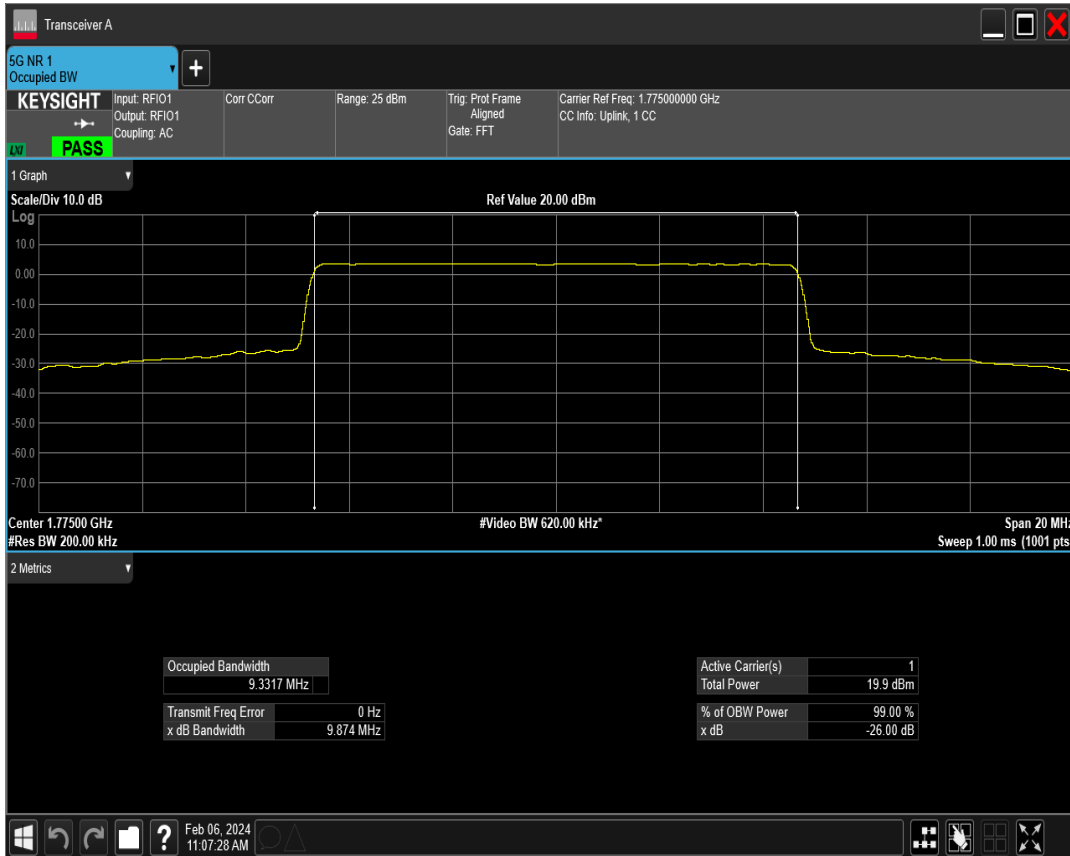 Transceiver A
5G NR 1
Occupied BW
+
KEYSIGHT
LXI
PASS
Input: RFIO1
Output: RFIO1
Coupling: AC
Corr CCorr
Range: 25 dBm
Trig: Prot Frame
Aligned
Gate: FFT
Carrier Ref Freq: 1.775000000 GHz
CC Info: Uplink, 1 CC
1 Graph
Scale/Div 10.0 dB
Ref Value 20.00 dBm
Log
10.0
0.00
-10.0
-20.0
-30.0
-40.0
-50.0
-60.0
-70.0
Center 1.77500 GHz
#Video BW 620.00 kHz*
Span 20 MHz
#Res BW 200.00 kHz
Sweep 1.00 ms (1001 pts
2 Metrics
Occupied Bandwidth
9.3317 MHz
Transmit Freq Error 0 Hz
x dB Bandwidth 9.874 MHz
Active Carrier(s) 1
Total Power 19.9 dBm
% of OBW Power 99.00 %
x dB -26.00 dB
?
Feb 06, 2024
11:07:28 AM